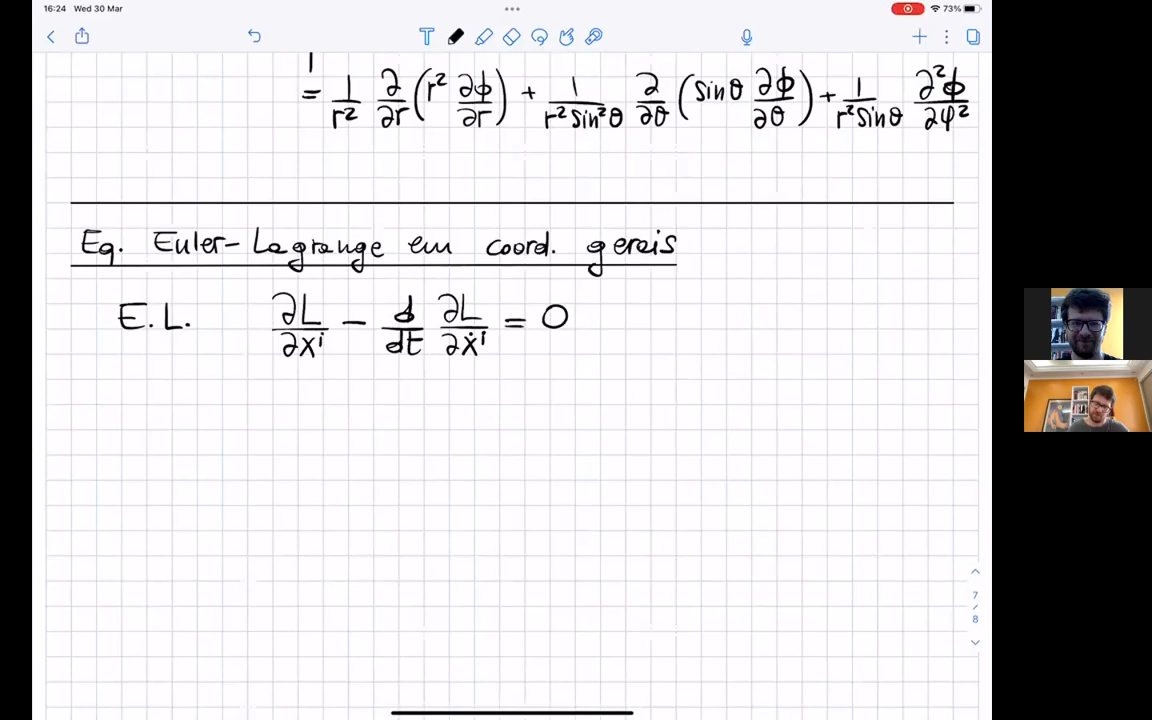 16:24 Wed 30 Mar 73%
= 1/r² ∂/∂r (r² ∂ϕ/∂r) + 1/(r² sin²θ) ∂/∂θ (sinθ ∂ϕ/∂θ) + 1/(r² sinθ) ∂²ϕ/∂φ²
Eq. Euler-Lagrange em coord. gerais
E.L. ∂L/∂xⁱ − d/dt ∂L/∂ẋⁱ = 0
7
/
8